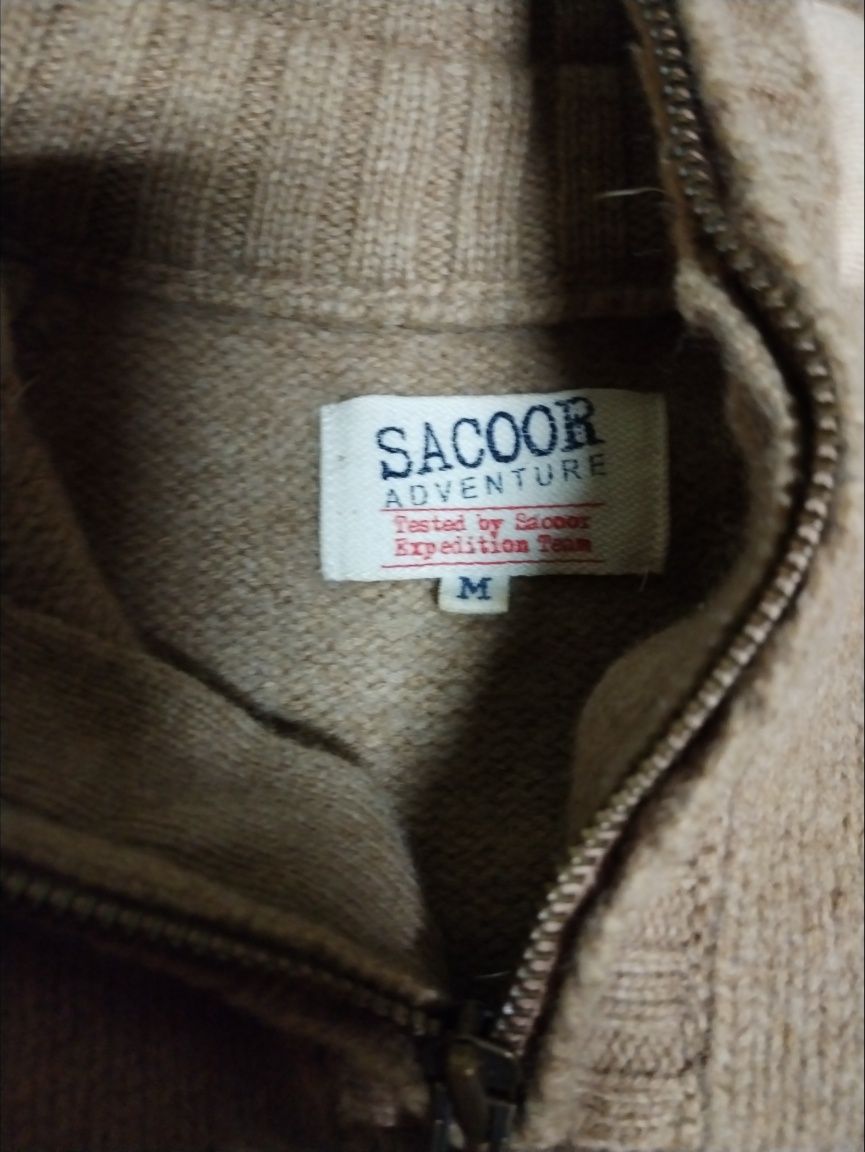 SACOOR
ADVENTURE
Tested by Sacoor
Expedition Team
M